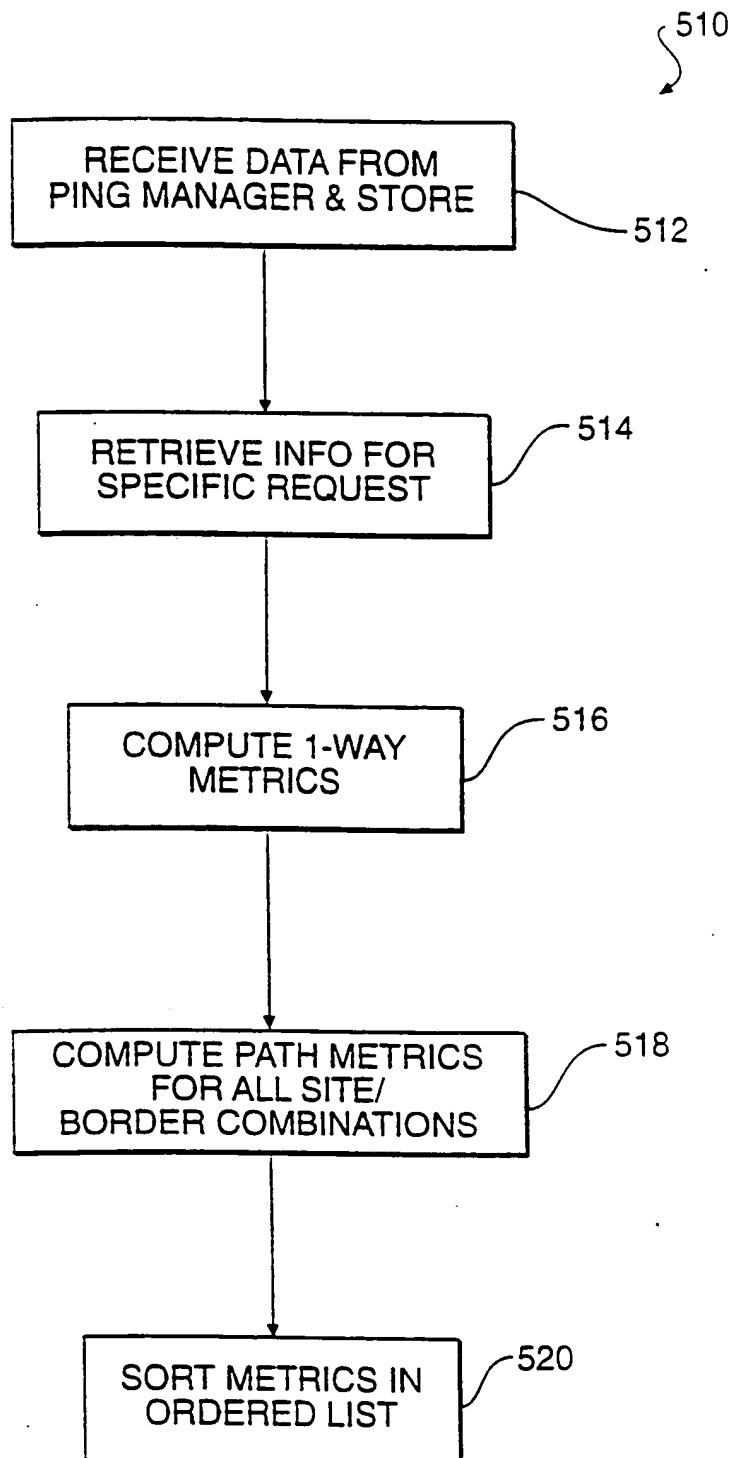 510
RECEIVE DATA FROM
PING MANAGER & STORE
512
RETRIEVE INFO FOR
SPECIFIC REQUEST
514
COMPUTE 1-WAY
METRICS
516
COMPUTE PATH METRICS
FOR ALL SITE/
BORDER COMBINATIONS
518
SORT METRICS IN
ORDERED LIST
520